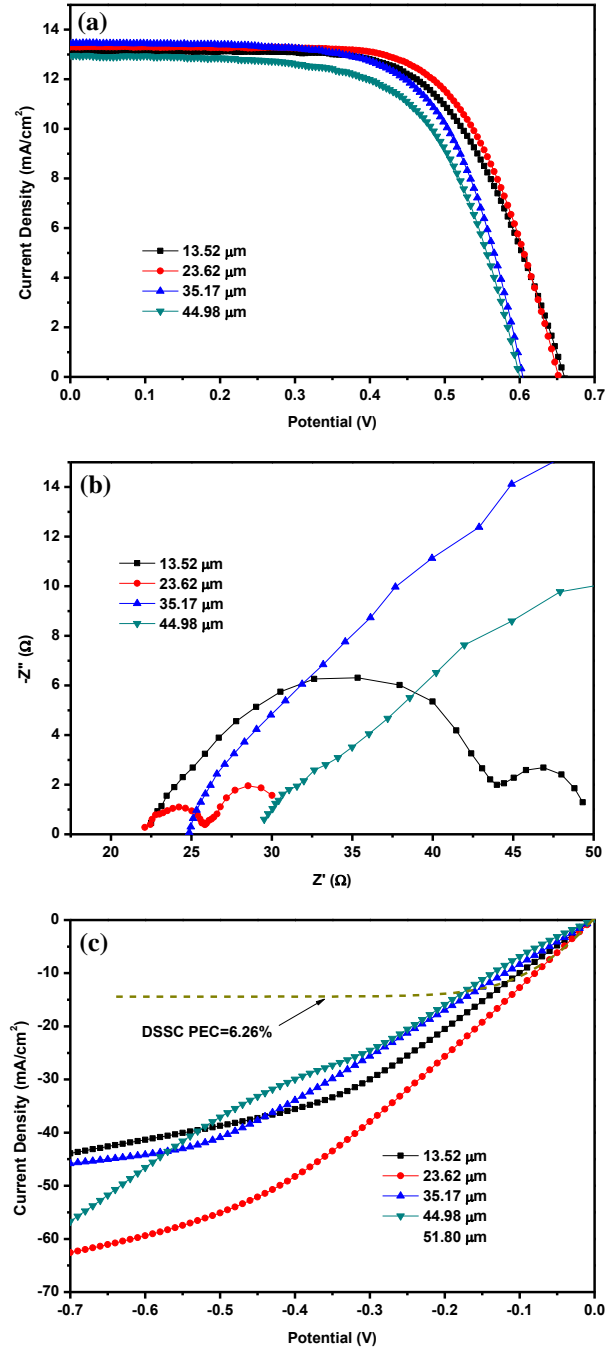 (a)
14
12
10
8
6
4
2
0
Current Density (mA/cm²)
13.52 µm
23.62 µm
35.17 µm
44.98 µm
0.0 0.1 0.2 0.3 0.4 0.5 0.6 0.7
Potential (V)
(b)
14
12
10
8
6
4
2
0
-Z'' (Ω)
13.52 µm
23.62 µm
35.17 µm
44.98 µm
20 25 30 35 40 45 50
Z' (Ω)
(c)
0
-10
-20
-30
-40
-50
-60
-70
Current Density (mA/cm²)
DSSC PEC=6.26%
13.52 µm
23.62 µm
35.17 µm
44.98 µm
51.80 µm
-0.7 -0.6 -0.5 -0.4 -0.3 -0.2 -0.1 0.0
Potential (V)